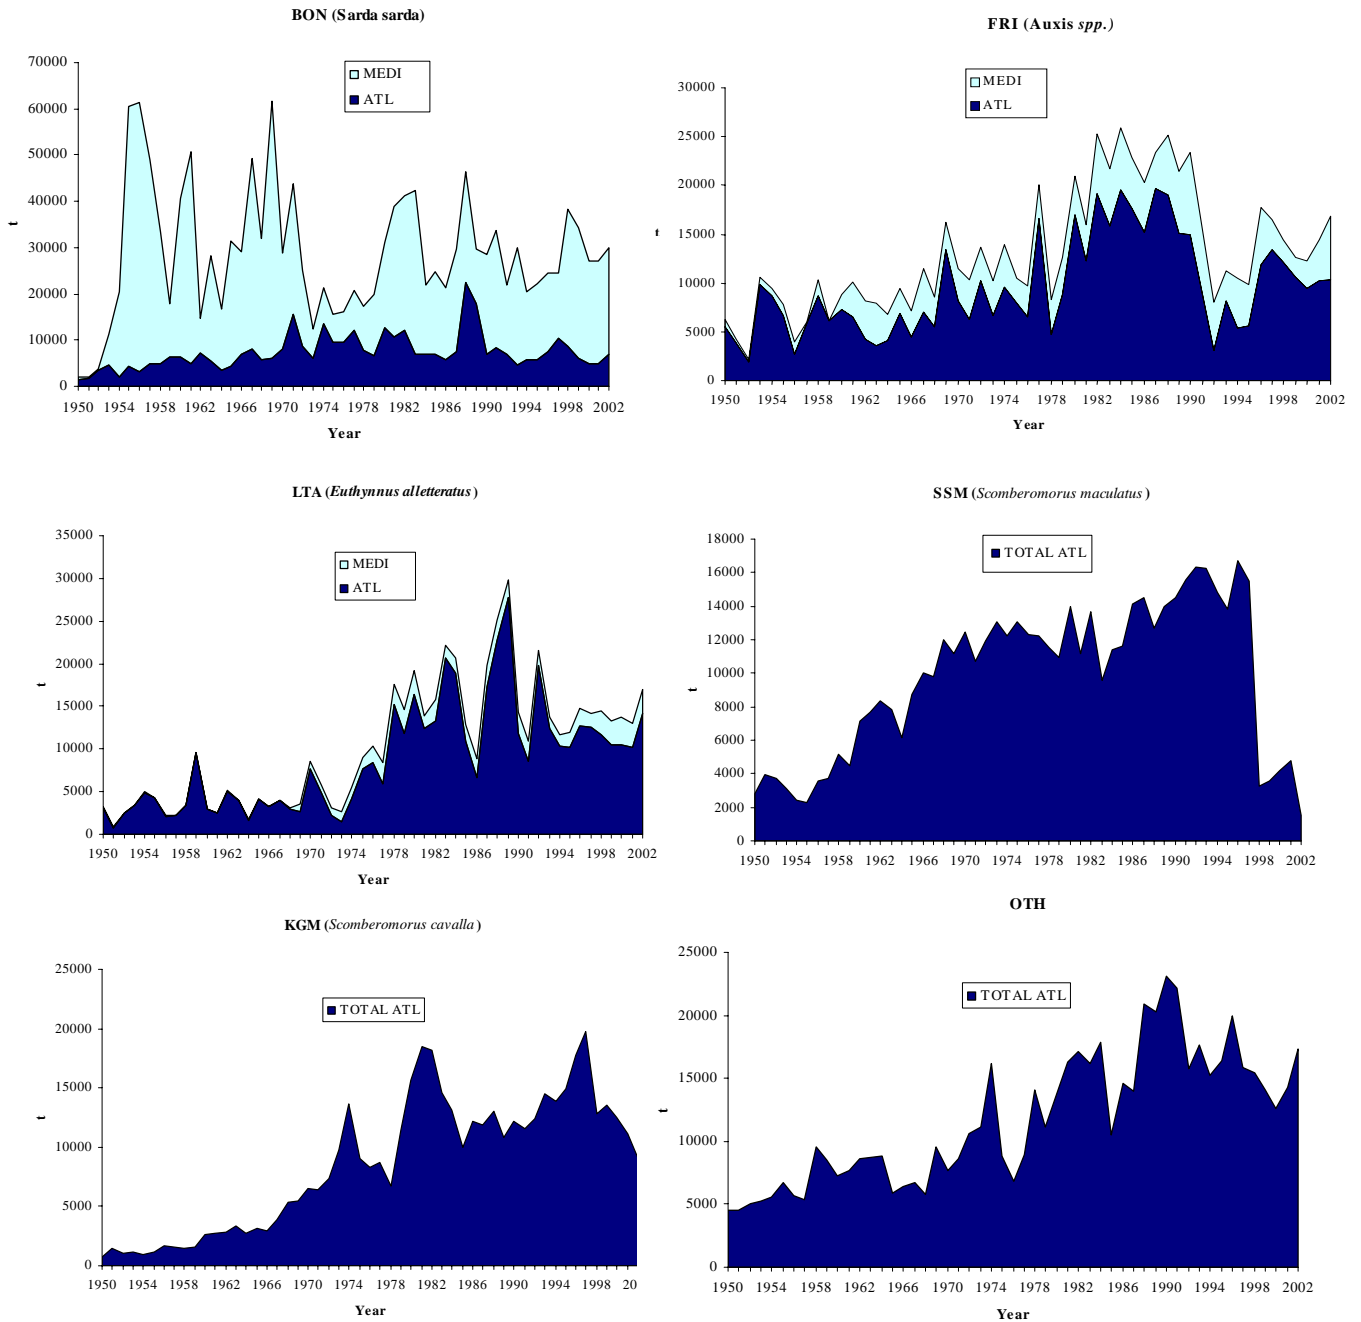 BON (Sarda sarda)
70000
60000
50000
40000
30000
20000
10000
0
t
MEDI
ATL
1950 1954 1958 1962 1966 1970 1974 1978 1982 1986 1990 1994 1998 2002
Year
FRI (Auxis spp.)
30000
25000
20000
15000
10000
5000
0
t
MEDI
ATL
1950 1954 1958 1962 1966 1970 1974 1978 1982 1986 1990 1994 1998 2002
Year
LTA (Euthynnus alletteratus)
35000
30000
25000
20000
15000
10000
5000
0
t
MEDI
ATL
1950 1954 1958 1962 1966 1970 1974 1978 1982 1986 1990 1994 1998 2002
Year
SSM (Scomberomorus maculatus)
18000
16000
14000
12000
10000
8000
6000
4000
2000
0
t
TOTAL ATL
1950 1954 1958 1962 1966 1970 1974 1978 1982 1986 1990 1994 1998 2002
KGM (Scomberomorus cavalla)
25000
20000
15000
10000
5000
0
t
TOTAL ATL
1950 1954 1958 1962 1966 1970 1974 1978 1982 1986 1990 1994 1998 20
Year
OTH
25000
20000
15000
10000
5000
0
t
TOTAL ATL
1950 1954 1958 1962 1966 1970 1974 1978 1982 1986 1990 1994 1998 2002
Year